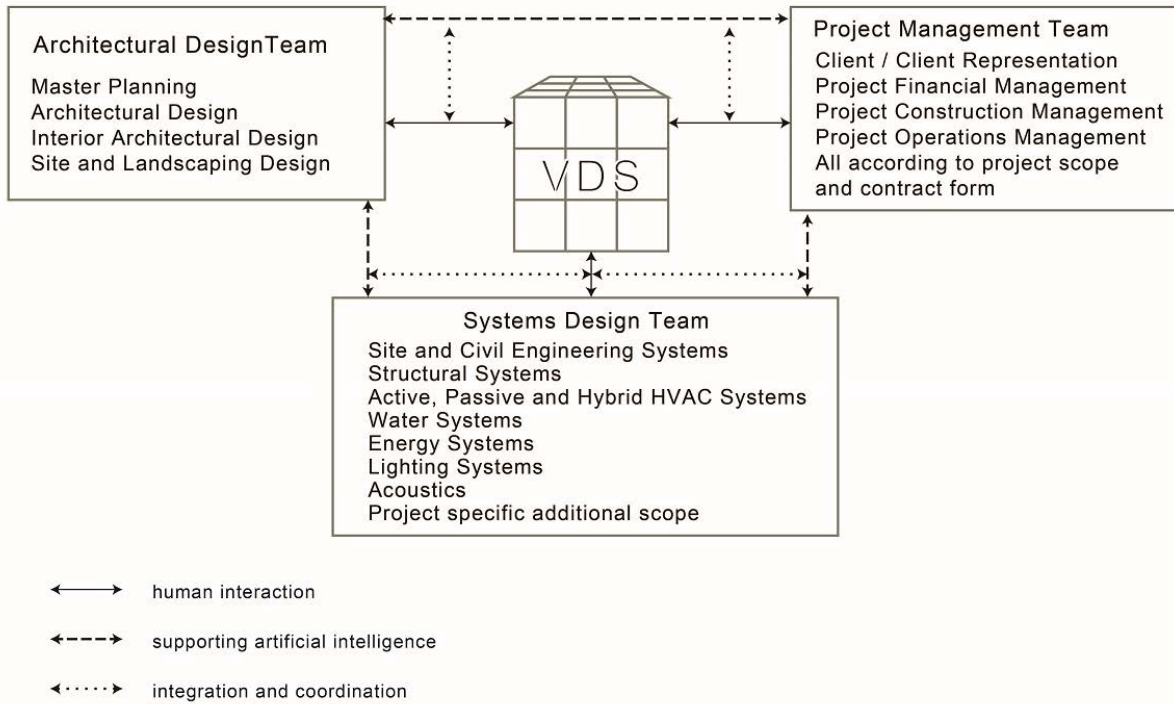 Architectural DesignTeam
Master Planning
Architectural Design
Interior Architectural Design
Site and Landscaping Design
VDS
Project Management Team
Client / Client Representation
Project Financial Management
Project Construction Management
Project Operations Management
All according to project scope
and contract form
Systems Design Team
Site and Civil Engineering Systems
Structural Systems
Active, Passive and Hybrid HVAC Systems
Water Systems
Energy Systems
Lighting Systems
Acoustics
Project specific additional scope
human interaction
supporting artificial intelligence
integration and coordination